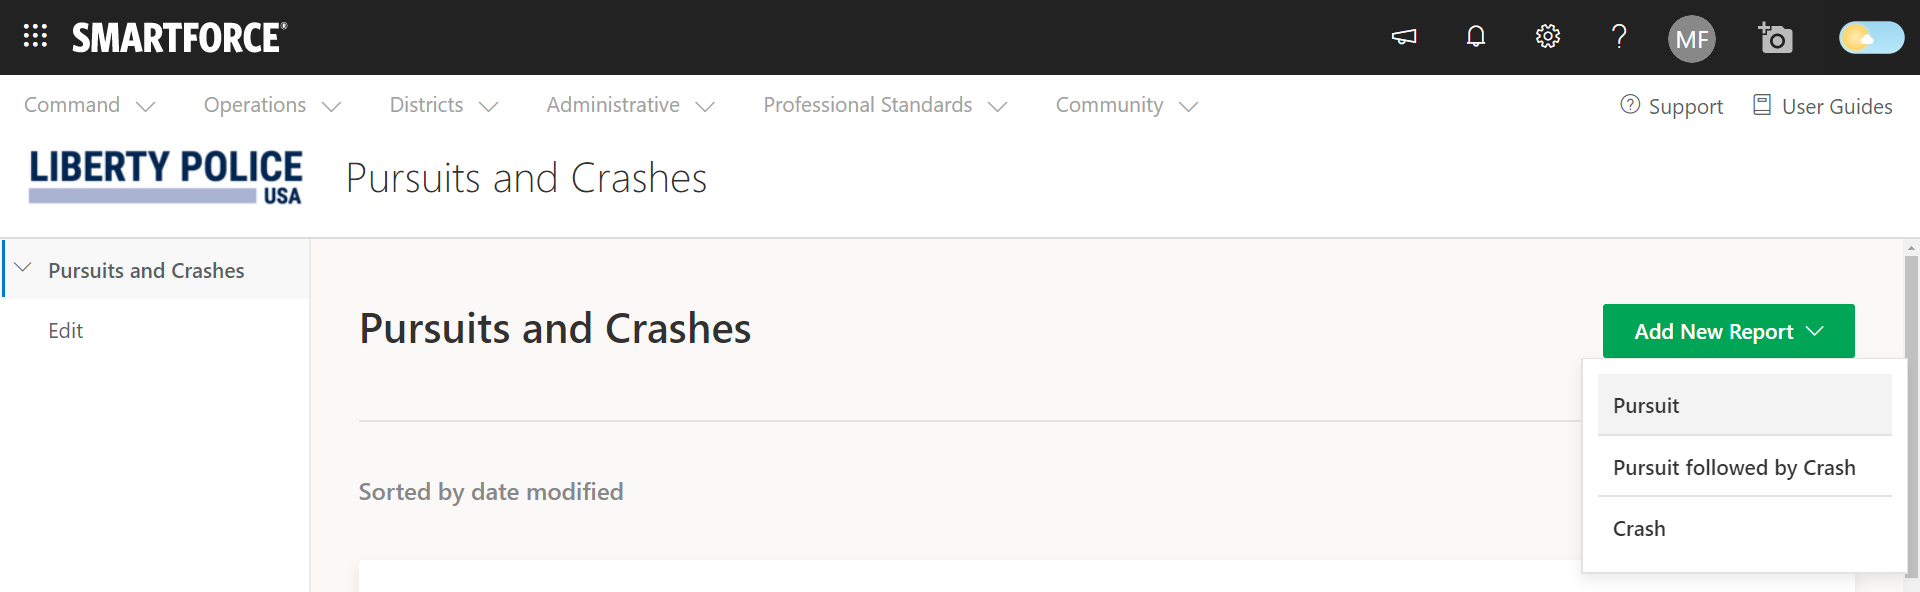 SMARTFORCE®
MF
Command
Operations
Districts
Administrative
Professional Standards
Community
Support
User Guides
LIBERTY POLICE
USA
Pursuits and Crashes
Pursuits and Crashes
Edit
Pursuits and Crashes
Add New Report
Pursuit
Pursuit followed by Crash
Crash
Sorted by date modified